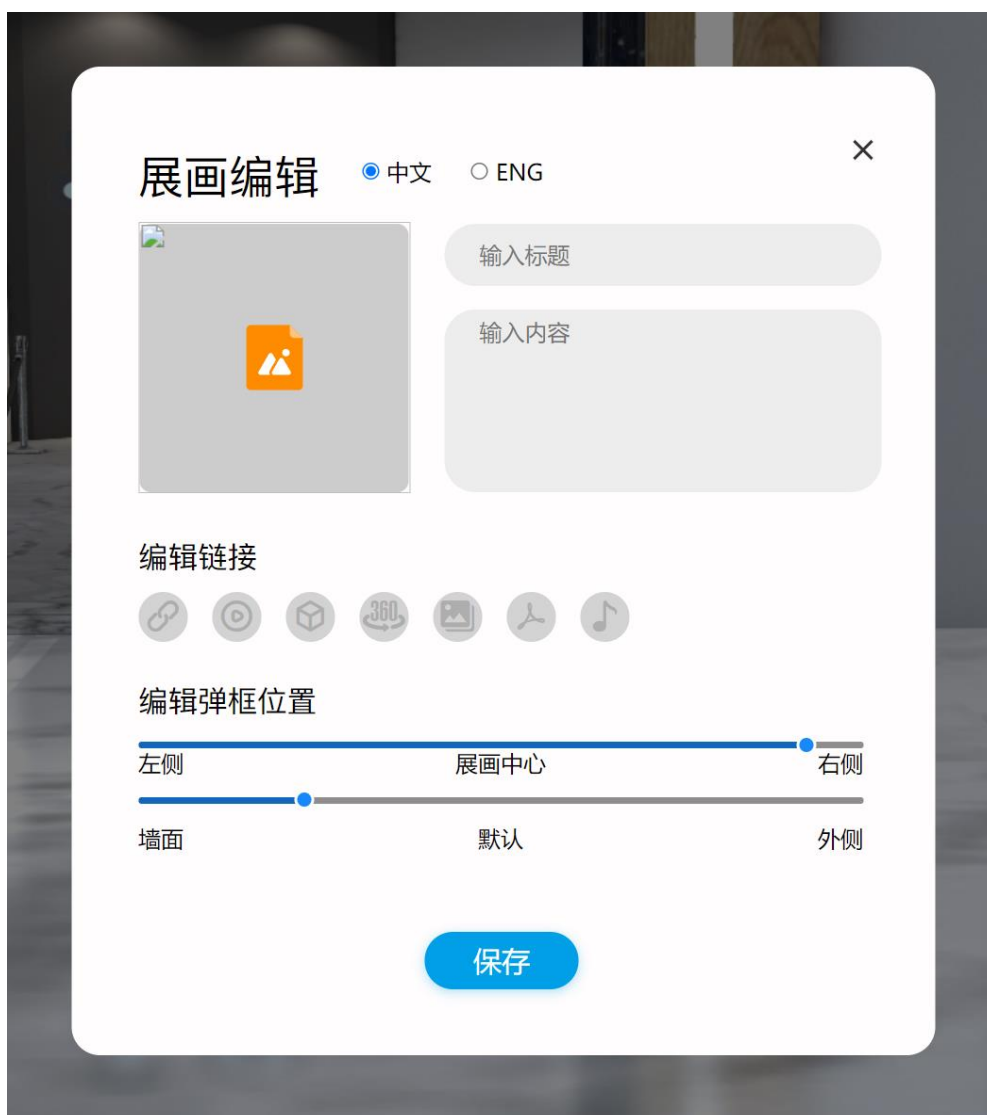 展画编辑 中文 ENG
输入标题
输入内容
编辑链接
360
编辑弹框位置
左侧 展画中心 右侧
墙面 默认 外侧
保存